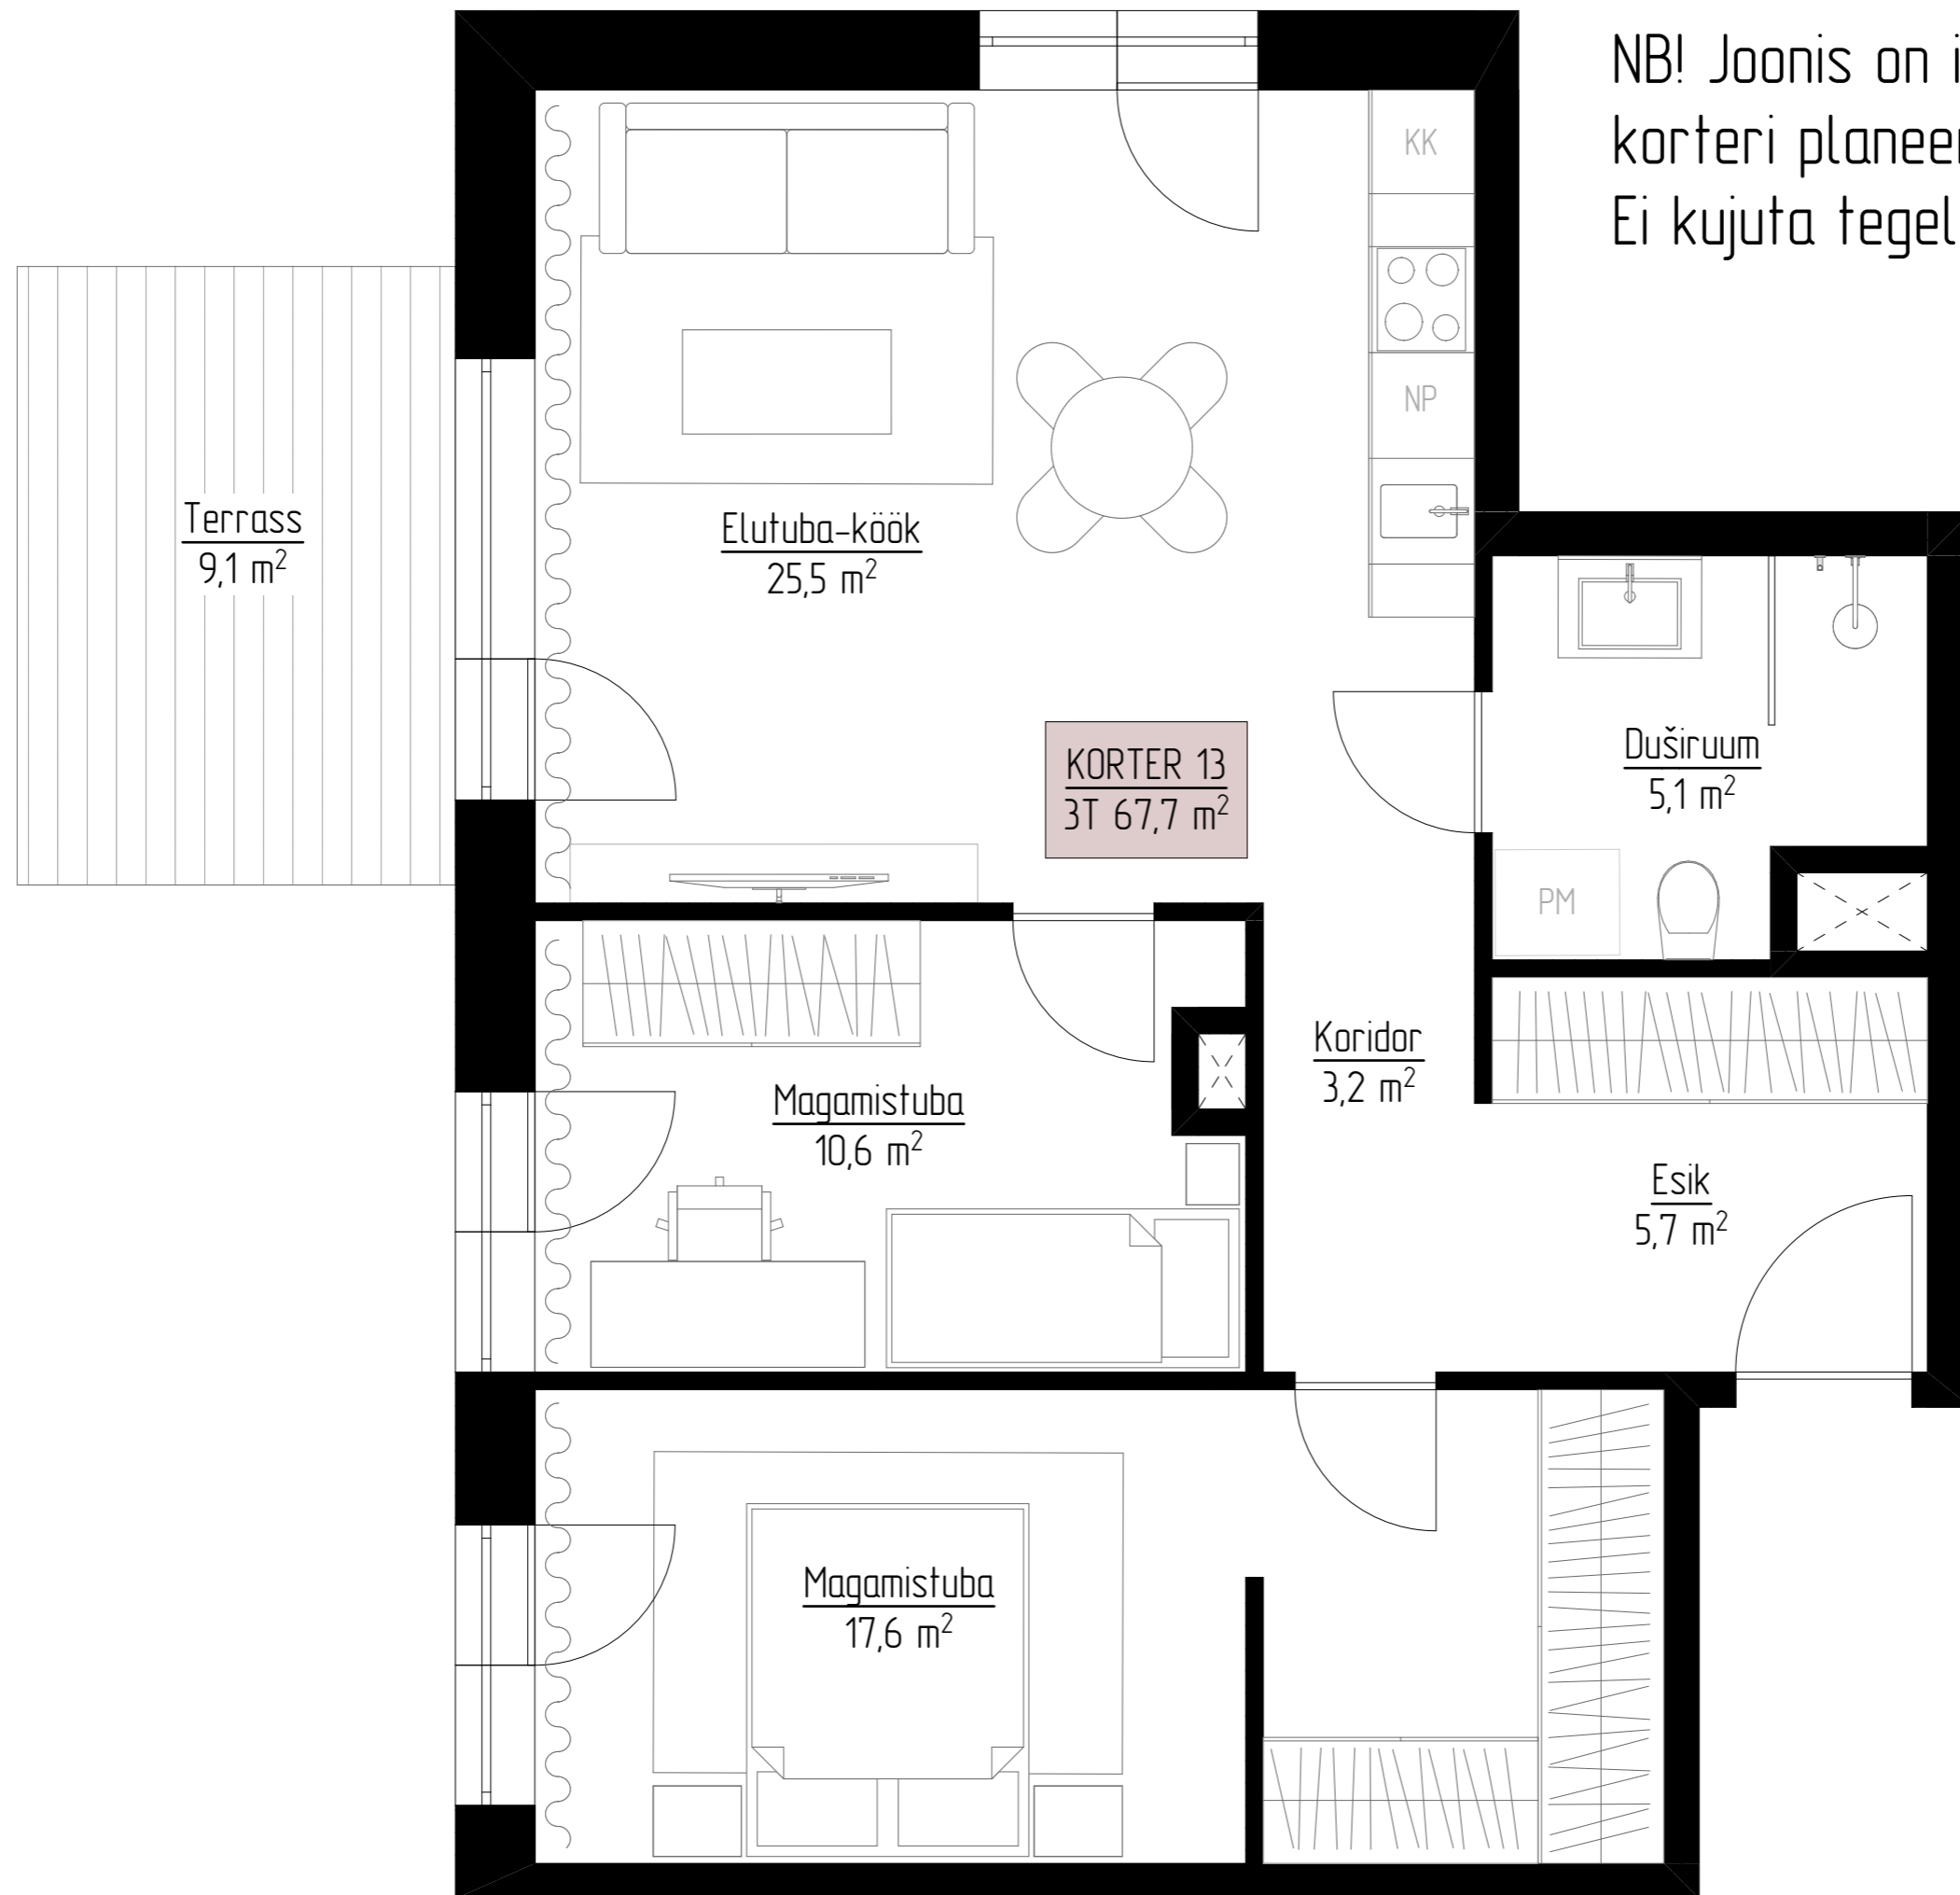 NB! Joonis on
korteri
Ei kujuta
KK
NP
Terrass
9,1 m²
Elutuba-köök
25,5 m²
KORTER 13
3T 67,7 m²
Duširuum
5,1 m²
PM
Koridor
3,2 m²
Magamistuba
10,6 m²
Esik
5,7 m²
Magamistuba
17,6 m²